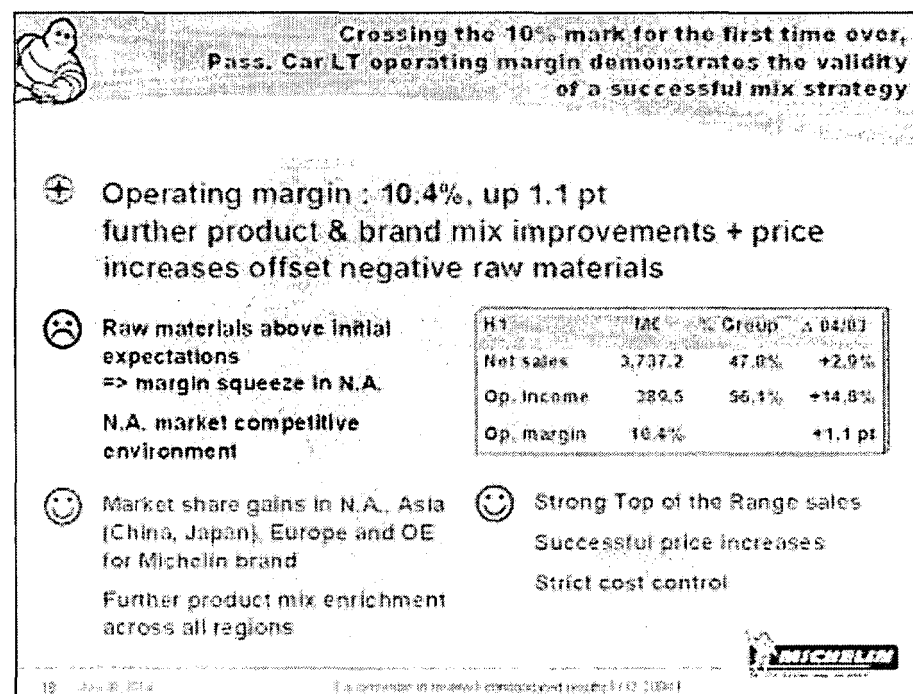 Crossing the 10% mark for the first time ever,
Pass. Car/LT operating margin demonstrates the validity
of a successful mix strategy
Operating margin : 10.4%, up 1.1 pt
further product & brand mix improvements + price
increases offset negative raw materials
Raw materials above initial
expectations
=> margin squeeze in N.A.
N.A. market competitive
environment
H1 M€ % Group Δ 04/03
Net sales 3,737.2 47.8% +2.9%
Op. income 389.5 56.1% +14.8%
Op. margin 10.4% +1.1 pt
Market share gains in N.A., Asia
(China, Japan), Europe and OE
for Michelin brand
Further product mix enrichment
across all regions
Strong Top of the Range sales
Successful price increases
Strict cost control
MICHELIN